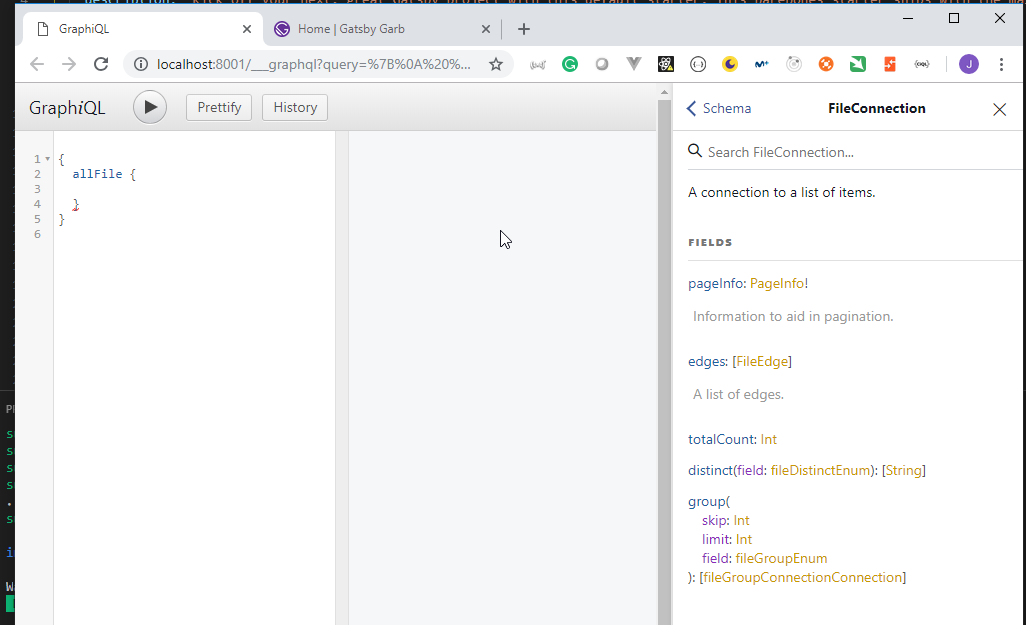 GraphiQL
Home | Gatsby Garb
localhost:8001/___graphql?query=%7B%0A%20%...
J
GraphiQL
Prettify
History
1
{
2
allFile {
3
4
}
5
}
6
Schema
FileConnection
Search FileConnection...
A connection to a list of items.
FIELDS
pageInfo: PageInfo!
Information to aid in pagination.
edges: [FileEdge]
A list of edges.
totalCount: Int
distinct(field: fileDistinctEnum): [String]
group(
skip: Int
limit: Int
field: fileGroupEnum
): [fileGroupConnectionConnection]